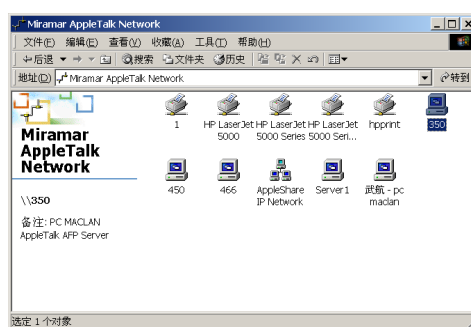 Miramar AppleTalk Network
文件(F) 编辑(E) 查看(V) 收藏(A) 工具(T) 帮助(H)
后退 搜索 文件夹 历史
地址(D) Miramar AppleTalk Network 转到
1 HP LaserJet 5000 HP LaserJet 5000 Series HP LaserJet 5000 Seri... hpprint 350
Miramar
AppleTalk
Network
450 466 AppleShare IP Network Server1 武航 - pc maclan
\\350
备注: PC MACLAN
AppleTalk AFP Server
选定 1 个对象